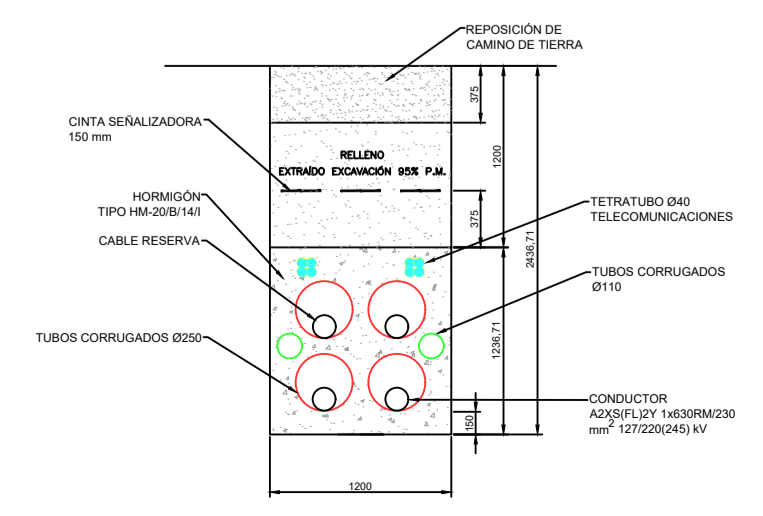 REPOSICIÓN DE
CAMINO DE TIERRA
375
CINTA SEÑALIZADORA
150 mm
1200
RELLENO
EXTRAÍDO EXCAVACIÓN 95% P.M.
HORMIGÓN
TIPO HM-20/B/14/I
375
TETRATUBO Ø40
TELECOMUNICACIONES
CABLE RESERVA
2436,71
TUBOS CORRUGADOS
Ø110
TUBOS CORRUGADOS Ø250
1236,71
CONDUCTOR
A2XS(FL)2Y 1x630RM/230
mm2 127/220(245) kV
150
1200